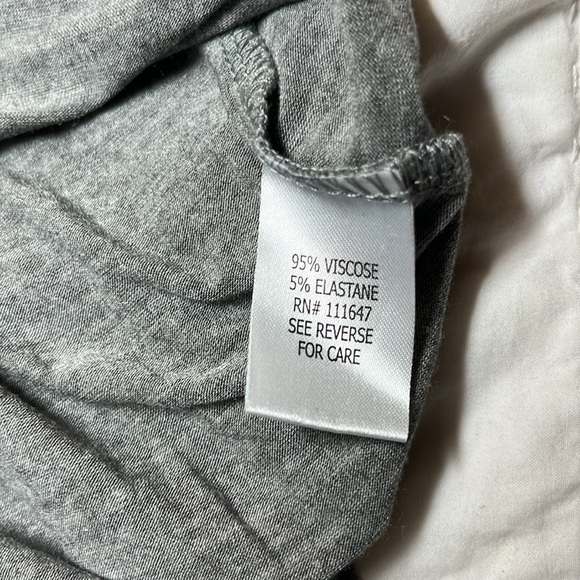 95% VISCOSE
5% ELASTANE
RN# 111647
SEE REVERSE
FOR CARE